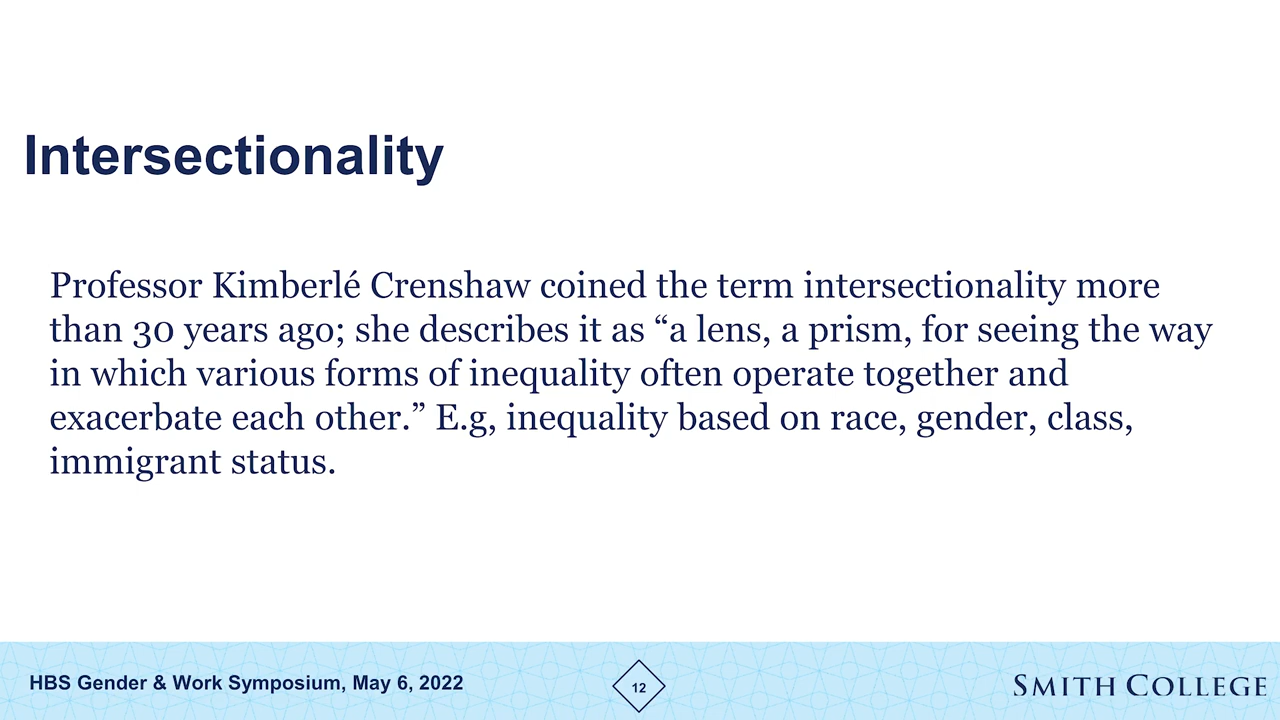 Intersectionality
Professor Kimberlé Crenshaw coined the term intersectionality more
than 30 years ago; she describes it as “a lens, a prism, for seeing the way
in which various forms of inequality often operate together and
exacerbate each other.” E.g, inequality based on race, gender, class,
immigrant status.
HBS Gender & Work Symposium, May 6, 2022
12
SMITH COLLEGE